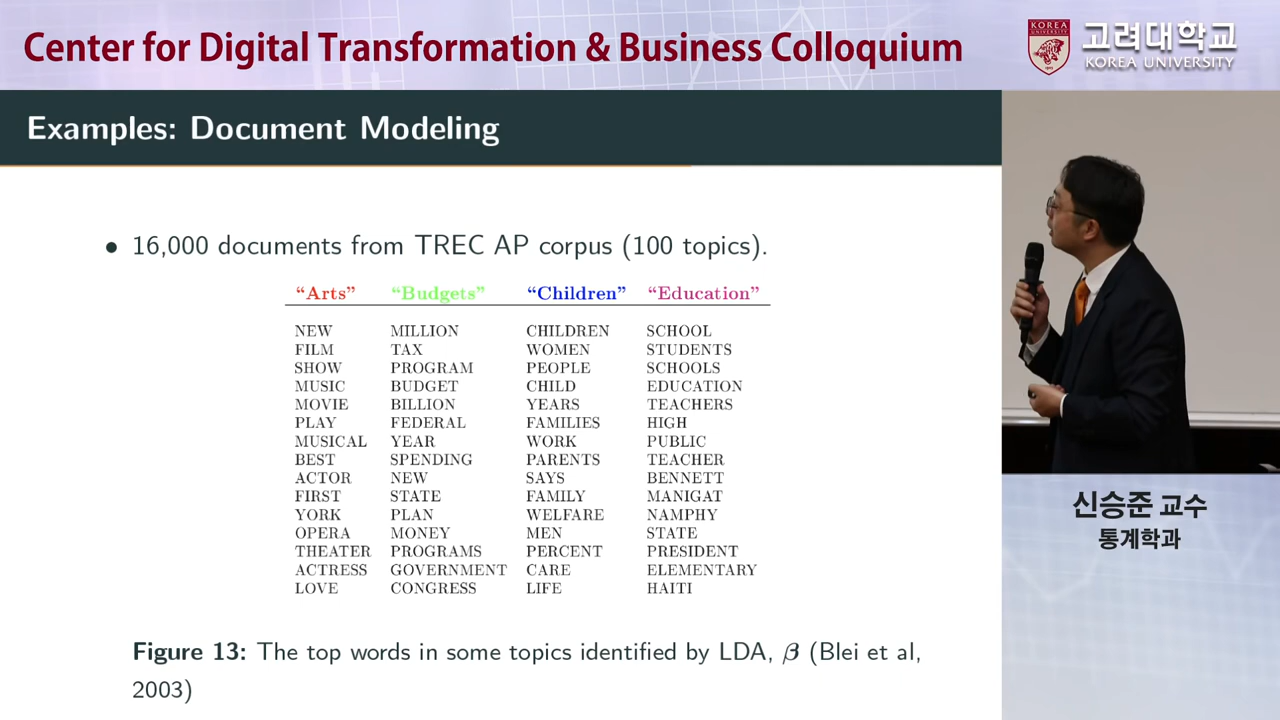 Center for Digital Transformation & Business Colloquium
KOREA
UNIVERSITY
고려대학교
KOREA UNIVERSITY
Examples: Document Modeling
• 16,000 documents from TREC AP corpus (100 topics).
“Arts” “Budgets” “Children” “Education”
NEW MILLION CHILDREN SCHOOL
FILM TAX WOMEN STUDENTS
SHOW PROGRAM PEOPLE SCHOOLS
MUSIC BUDGET CHILD EDUCATION
MOVIE BILLION YEARS TEACHERS
PLAY FEDERAL FAMILIES HIGH
MUSICAL YEAR WORK PUBLIC
BEST SPENDING PARENTS TEACHER
ACTOR NEW SAYS BENNETT
FIRST STATE FAMILY MANIGAT
YORK PLAN WELFARE NAMPHY
OPERA MONEY MEN STATE
THEATER PROGRAMS PERCENT PRESIDENT
ACTRESS GOVERNMENT CARE ELEMENTARY
LOVE CONGRESS LIFE HAITI
Figure 13: The top words in some topics identified by LDA, β (Blei et al,
2003)
신승준 교수
통계학과